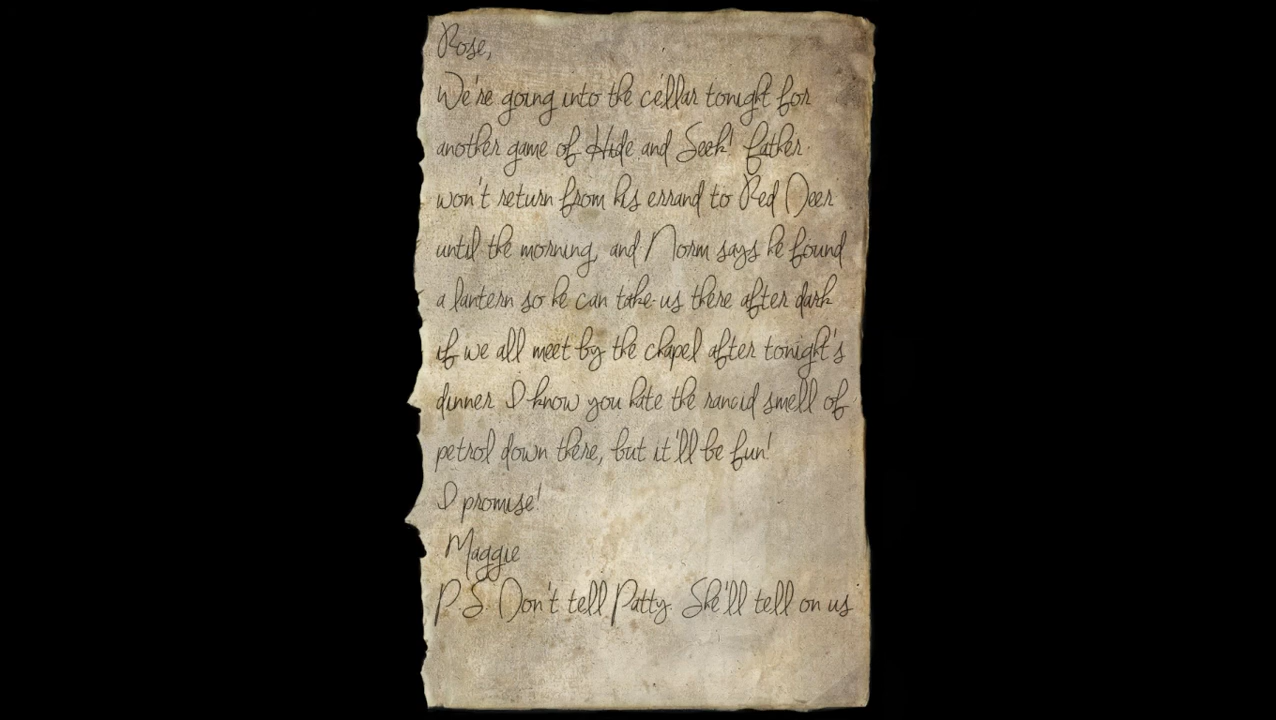 Rose,
We're going into the cellar tonight for
another game of Hide and Seek! Father
won't return from his errand to Red Deer
until the morning, and Norm says he found
a lantern so he can take us there after dark
if we all meet by the chapel after tonight's
dinner. I know you hate the rancid smell of
petrol down there, but it'll be fun!
I promise!
Maggie
P.S. Don't tell Patty. She'll tell on us